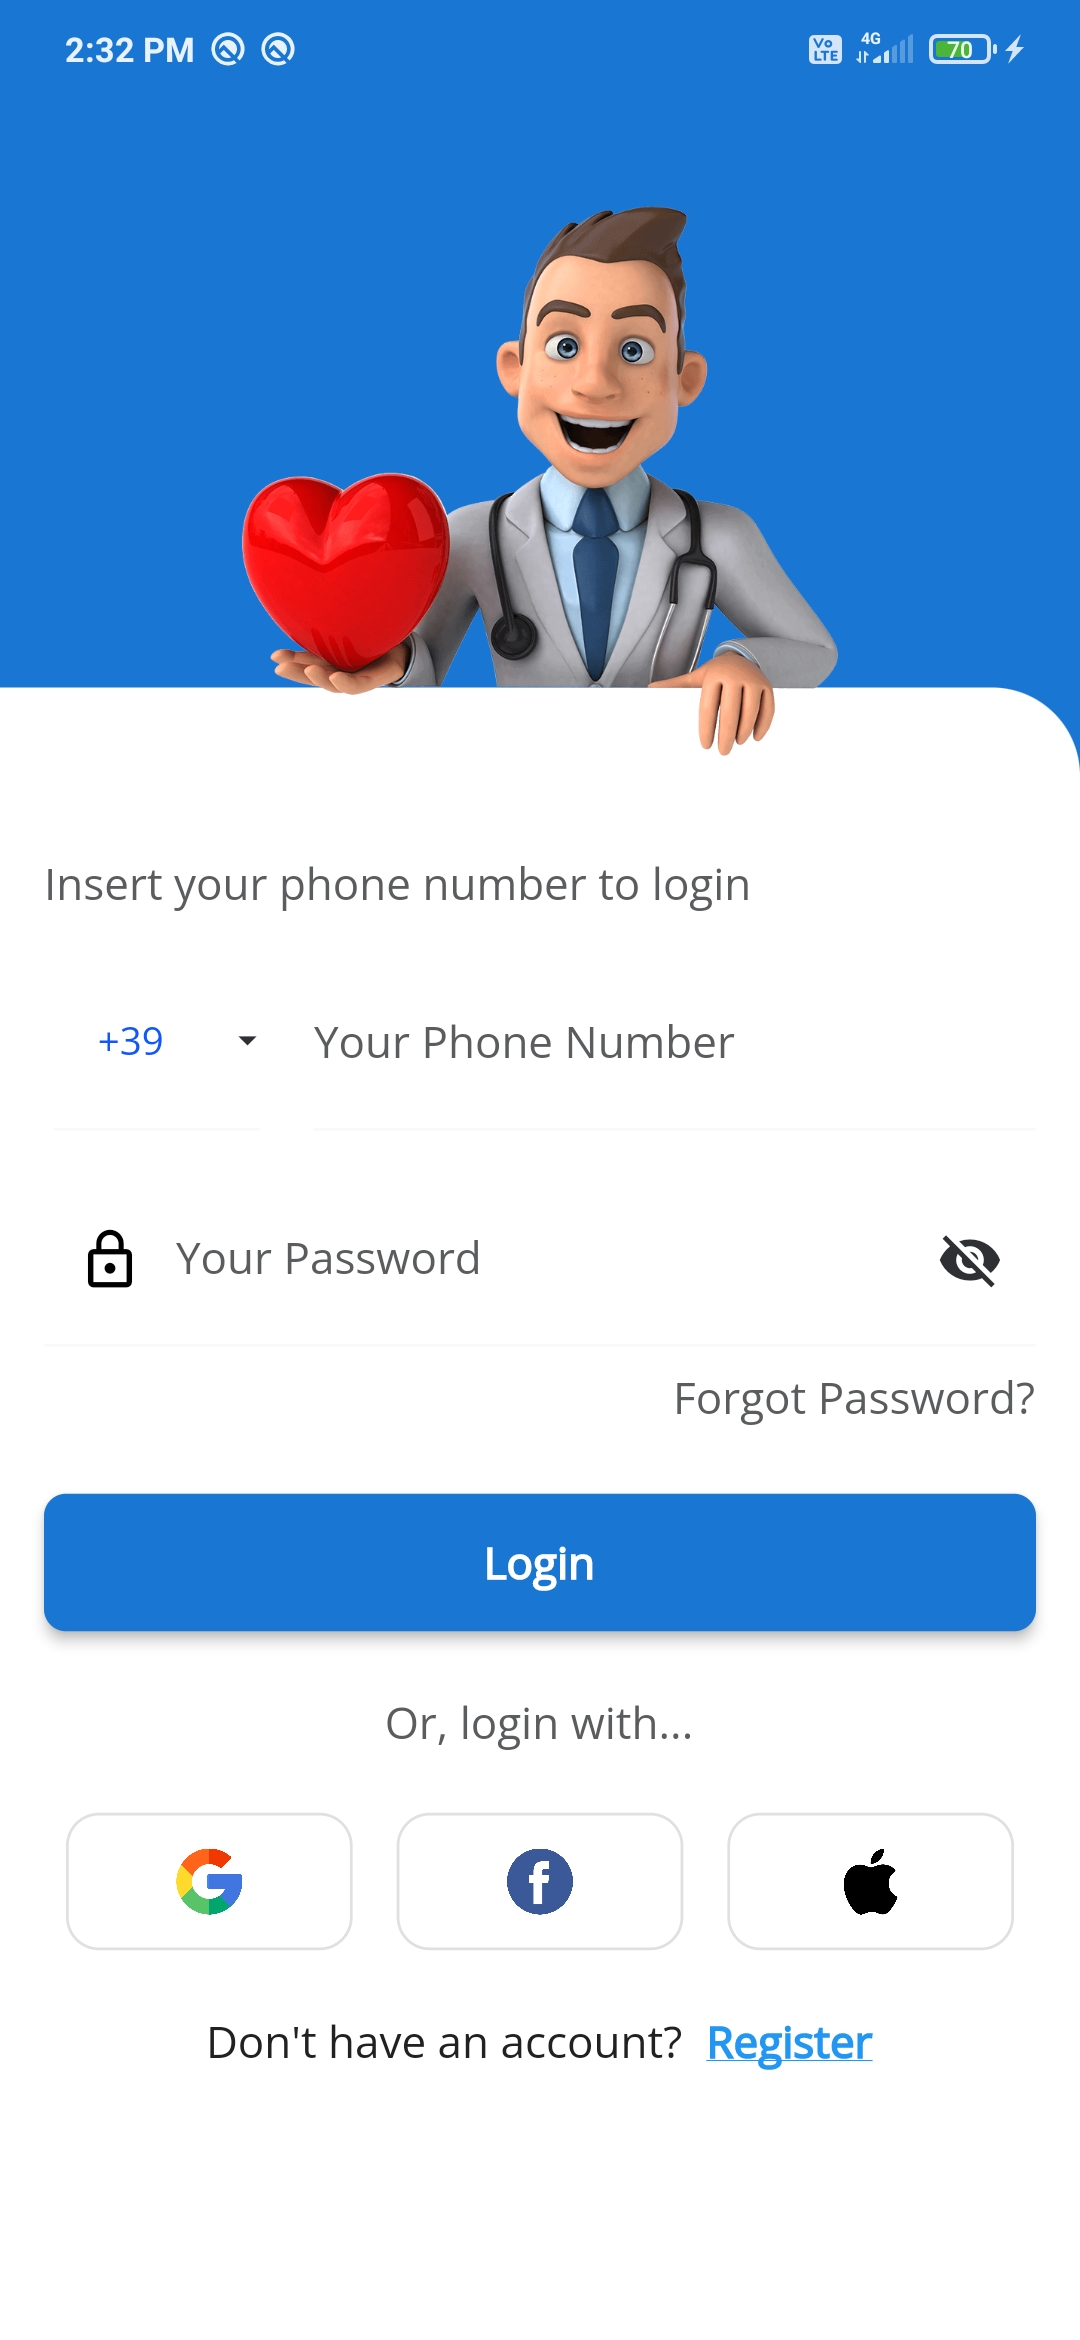 2:32 PM
Vo LTE 4G 70
Insert your phone number to login
+39 Your Phone Number
Your Password
Forgot Password?
Login
Or, login with...
Don't have an account? Register